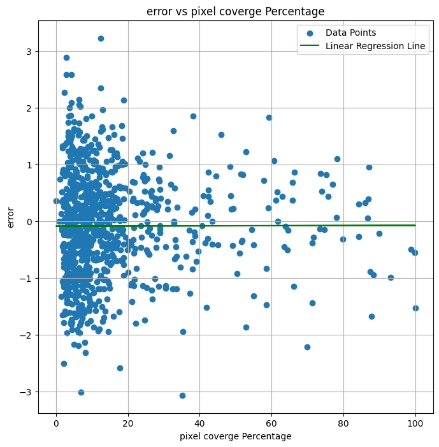 error vs pixel coverge Percentage
Data Points
Linear Regression Line
3
2
1
0
−1
−2
−3
error
0
20
40
60
80
100
pixel coverge Percentage